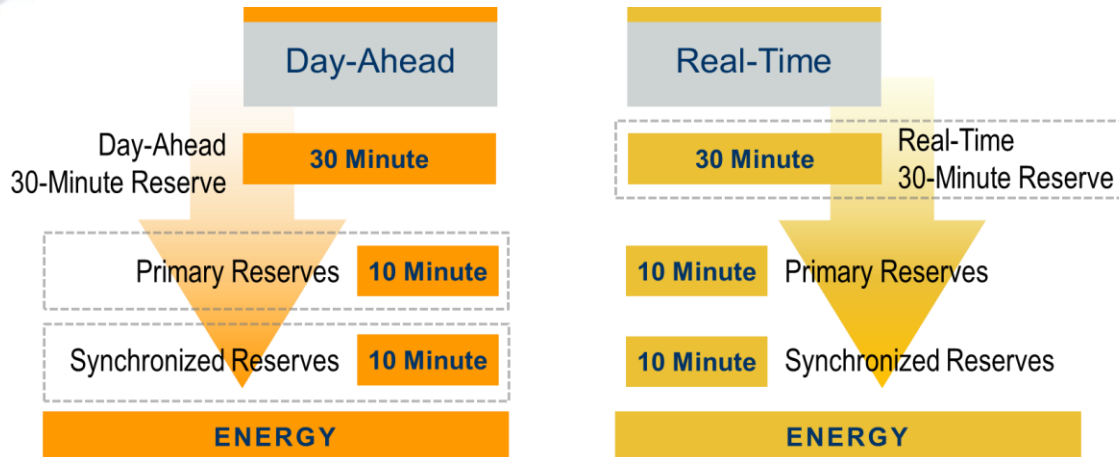 Day-Ahead
Day-Ahead
30-Minute Reserve
30 Minute
Primary Reserves
10 Minute
Synchronized Reserves
10 Minute
ENERGY
Real-Time
30 Minute
Real-Time
30-Minute Reserve
10 Minute
Primary Reserves
10 Minute
Synchronized Reserves
ENERGY